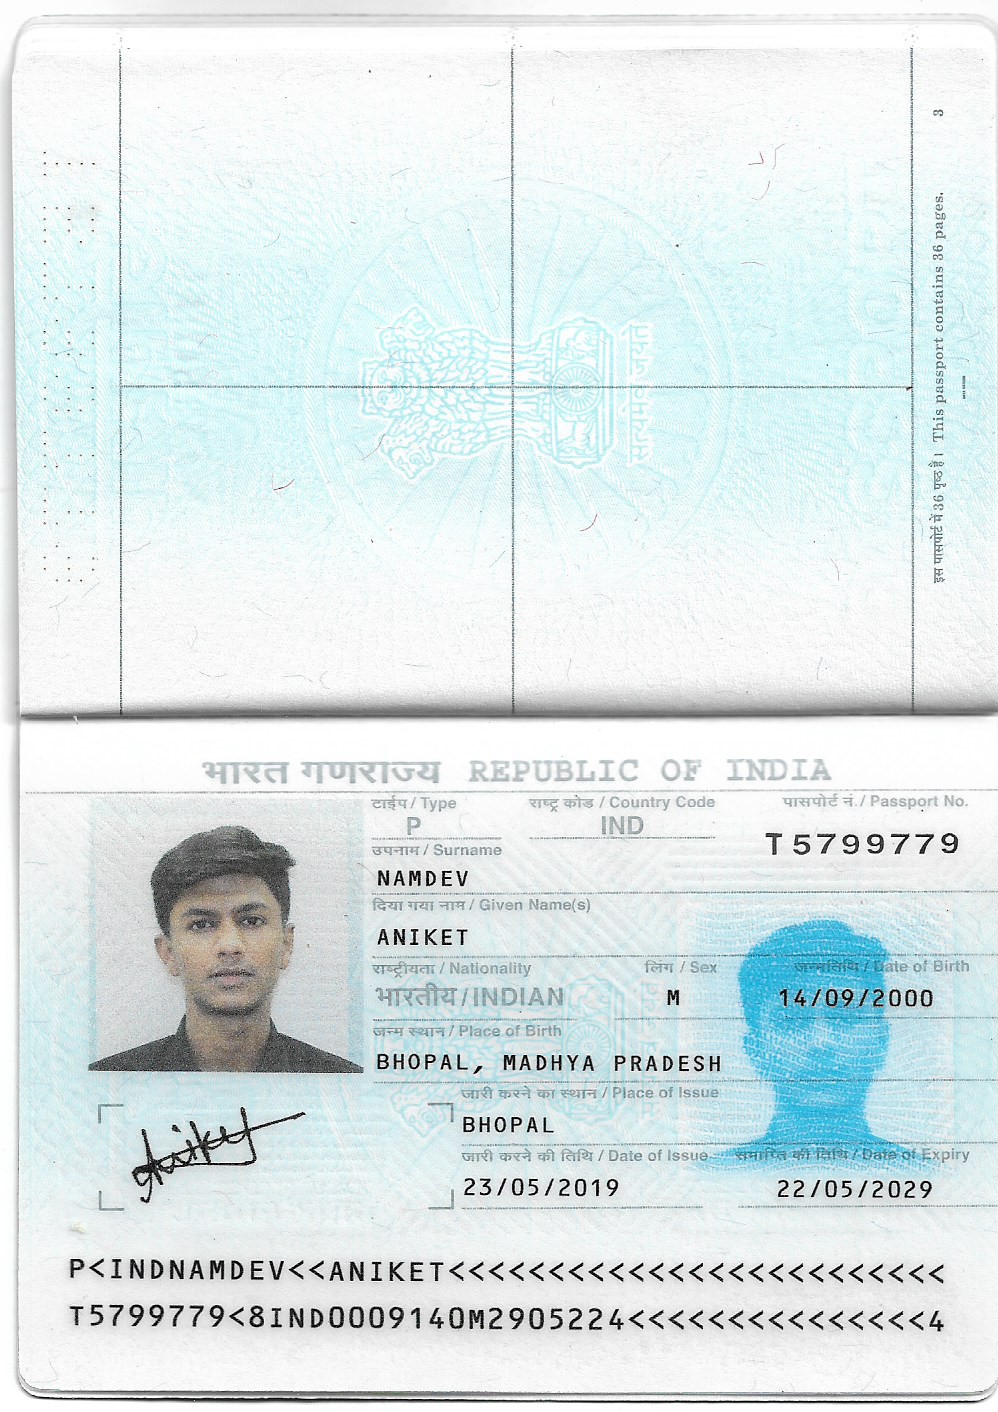 इस पासपोर्ट में 36 पृष्ठ है । This passport contains 36 pages. 3
भारत गणराज्य REPUBLIC OF INDIA
टाईप / Type राष्ट्र कोड / Country Code पासपोर्ट नं. / Passport No.
P IND T5799779
उपनाम / Surname
NAMDEV
दिया गया नाम / Given Name(s)
ANIKET
राष्ट्रीयता / Nationality लिंग / Sex जन्मतिथि / Date of Birth
भारतीय / INDIAN M 14/09/2000
जन्म स्थान / Place of Birth
BHOPAL, MADHYA PRADESH
जारी करने का स्थान / Place of Issue
BHOPAL
जारी करने की तिथि / Date of Issue समाप्ति की तिथि / Date of Expiry
23/05/2019 22/05/2029
Aniket
P<INDNAMDEV<<ANIKET<<<<<<<<<<<<<<<<<<<<<<<<<
T5799779<8IND0009140M2905224<<<<<<<<<<<<<<<4